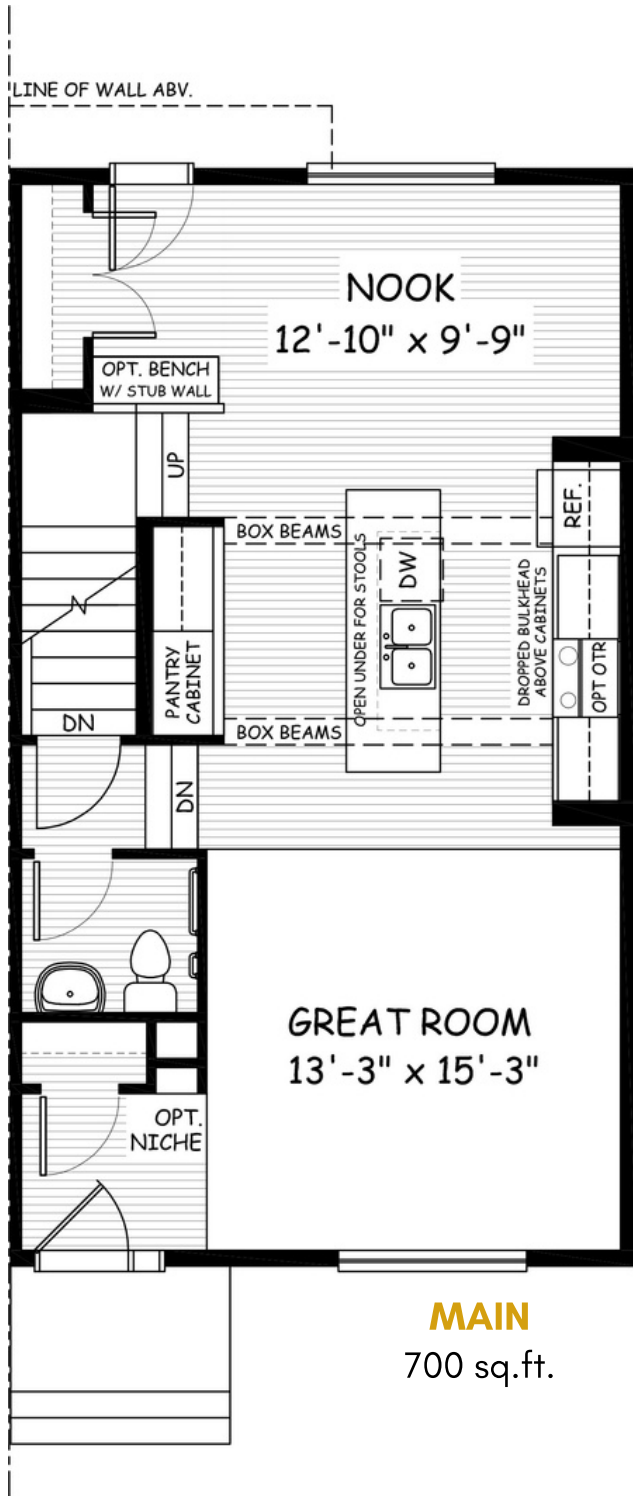 LINE OF WALL ABV.
NOOK
12'-10" x 9'-9"
OPT. BENCH
W/ STUB WALL
UP
REF.
BOX BEAMS
OPEN UNDER FOR STOOLS
DW
DROPPED BULKHEAD
ABOVE CABINETS
OPT OTR
PANTRY
CABINET
DN
BOX BEAMS
DN
GREAT ROOM
13'-3" x 15'-3"
OPT.
NICHE
MAIN
700 sq.ft.